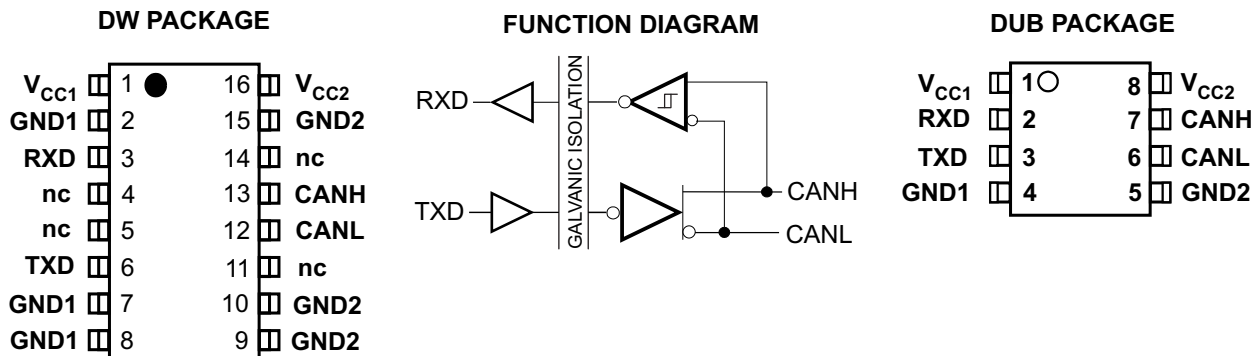 DW PACKAGE
VCC1 1 16 VCC2
GND1 2 15 GND2
RXD 3 14 nc
nc 4 13 CANH
nc 5 12 CANL
TXD 6 11 nc
GND1 7 10 GND2
GND1 8 9 GND2
FUNCTION DIAGRAM
RXD
GALVANIC ISOLATION
TXD
CANH
CANL
DUB PACKAGE
VCC1 1 8 VCC2
RXD 2 7 CANH
TXD 3 6 CANL
GND1 4 5 GND2